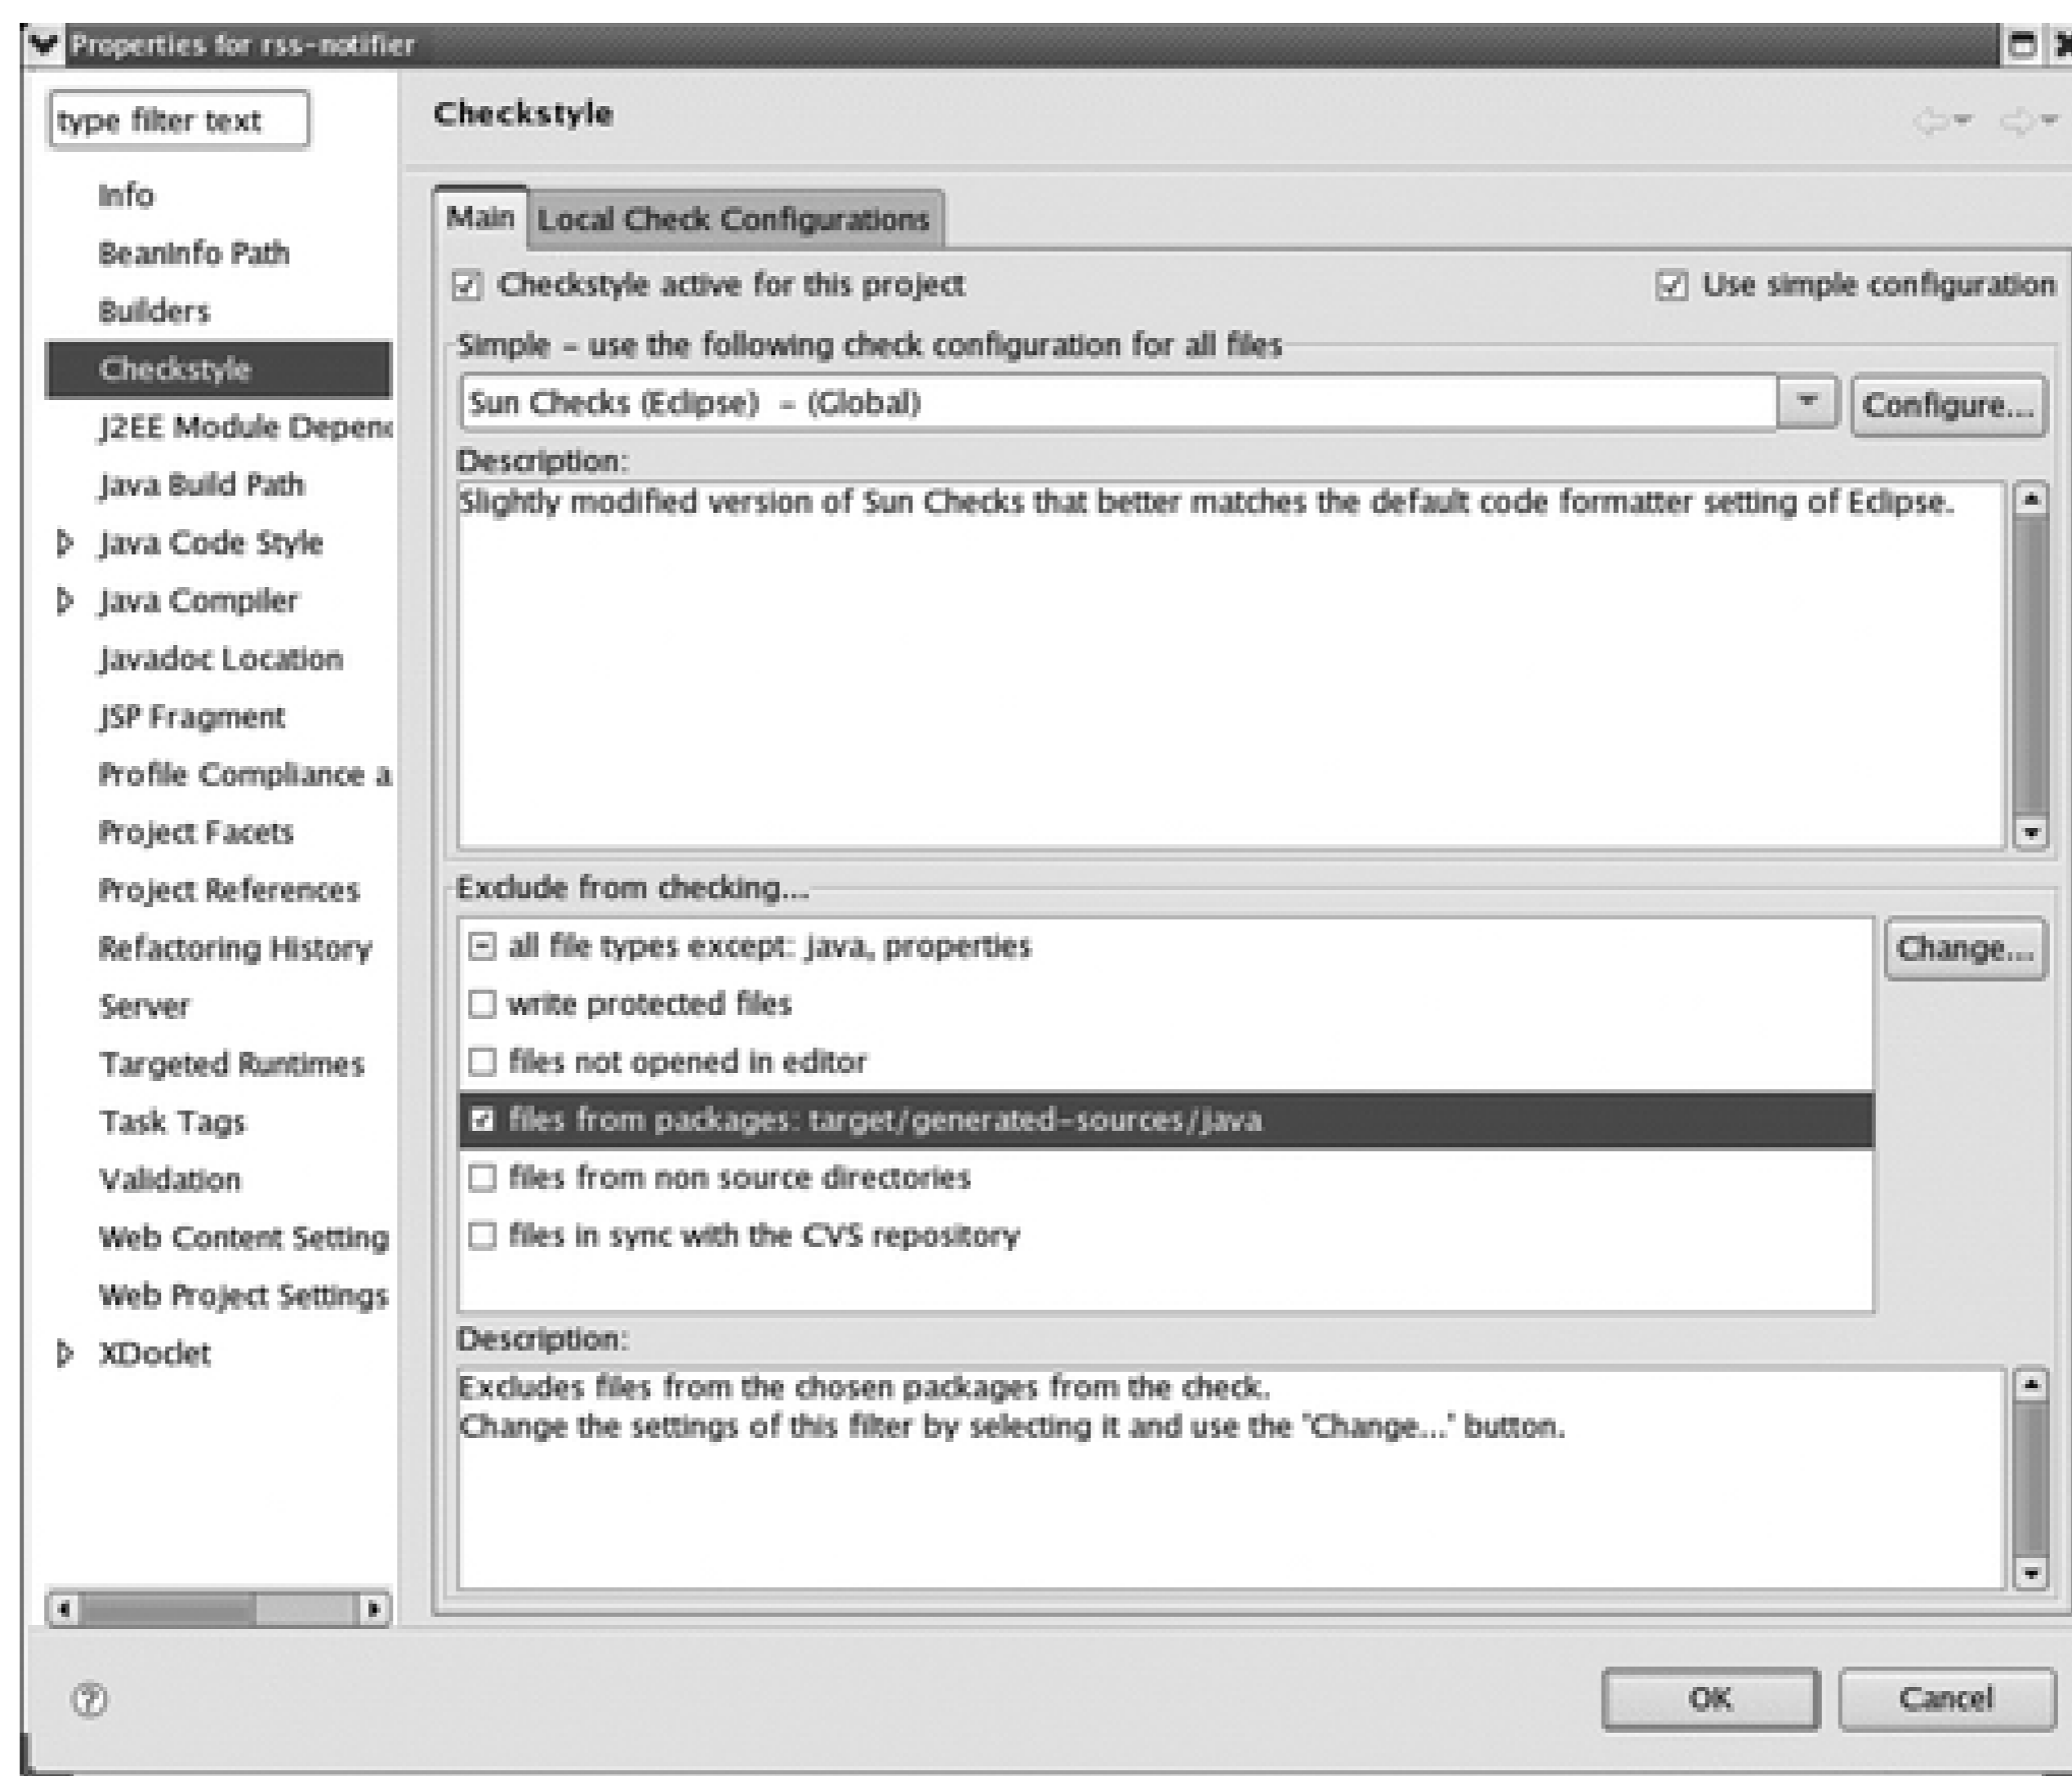 Properties for rss-notifier
type filter text
Info
BeanInfo Path
Builders
Checkstyle
J2EE Module Depen
Java Build Path
Java Code Style
Java Compiler
Javadoc Location
JSP Fragment
Profile Compliance a
Project Facets
Project References
Refactoring History
Server
Targeted Runtimes
Task Tags
Validation
Web Content Setting
Web Project Settings
XDoclet
Checkstyle
Main Local Check Configurations
Checkstyle active for this project Use simple configuration
Simple - use the following check configuration for all files
Sun Checks (Eclipse) - (Global) Configure...
Description:
Slightly modified version of Sun Checks that better matches the default code formatter setting of Eclipse.
Exclude from checking...
all file types except: java, properties Change...
write protected files
files not opened in editor
files from packages: target/generated-sources/java
files from non source directories
files in sync with the CVS repository
Description:
Excludes files from the chosen packages from the check.
Change the settings of this filter by selecting it and use the 'Change...' button.
?
OK Cancel